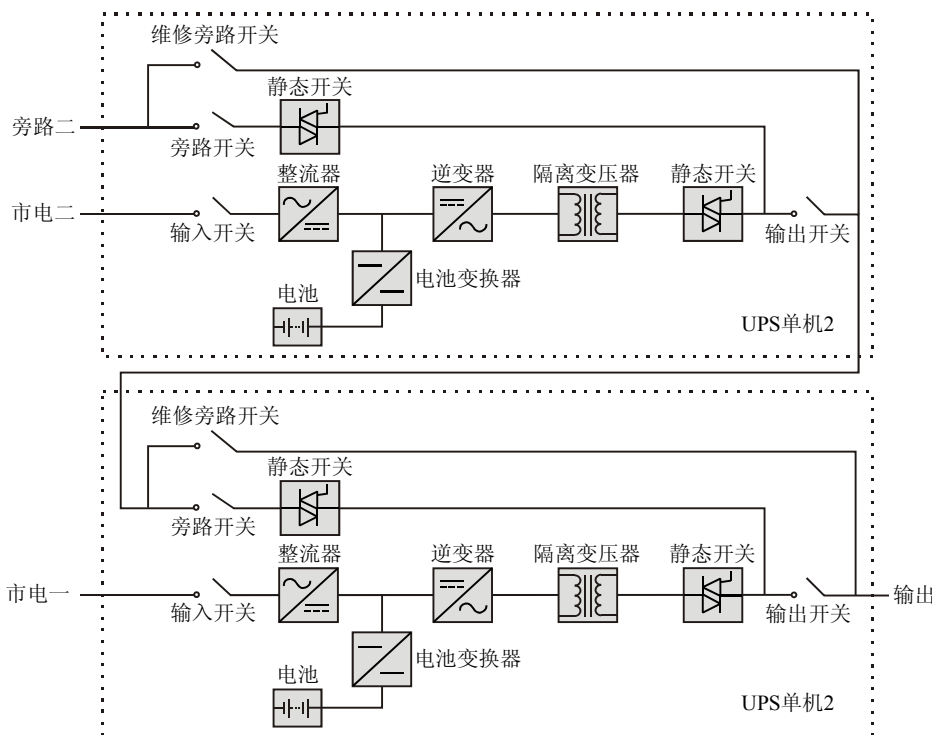 维修旁路开关
静态开关
旁路二
旁路开关
整流器
逆变器
隔离变压器
静态开关
市电二
输入开关
输出开关
电池变换器
电池
UPS单机2
维修旁路开关
静态开关
旁路开关
整流器
逆变器
隔离变压器
静态开关
市电一
输入开关
输出开关
输出
电池变换器
电池
UPS单机2